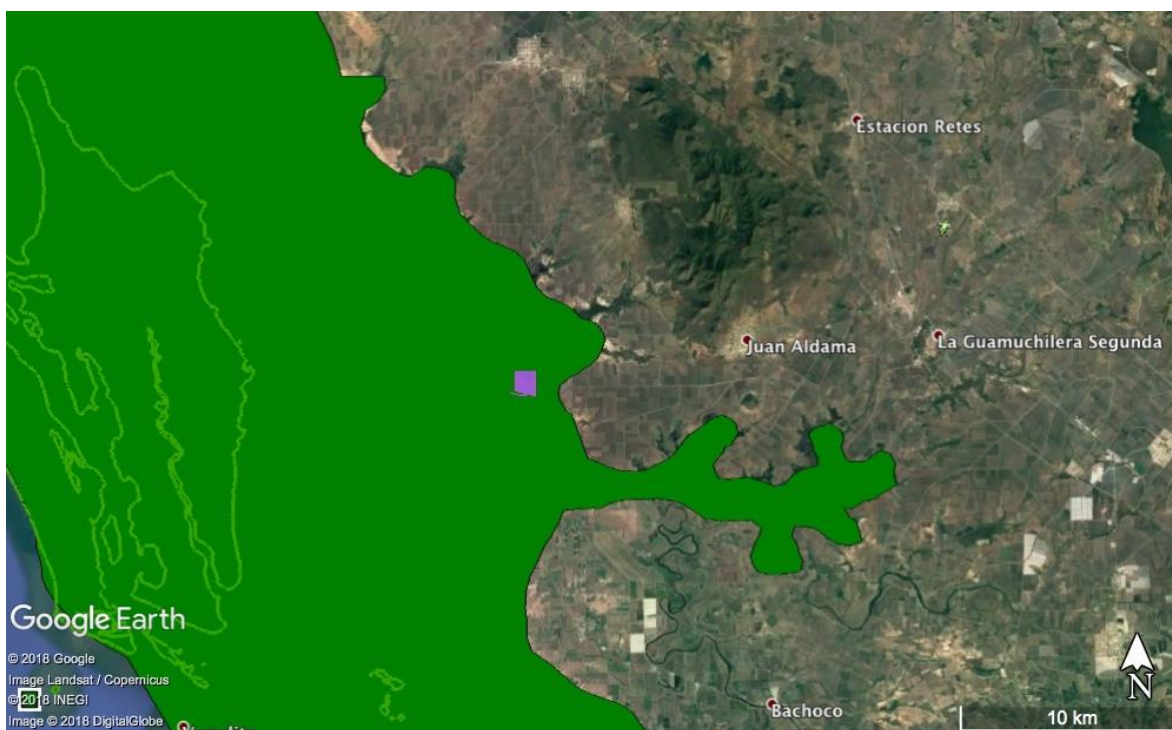 Estacion Retes
Juan Aldama
La Guamuchilera Segunda
Google Earth
© 2018 Google
Image Landsat / Copernicus
© 2018 INEGI
Image © 2018 DigitalGlobe
Bachoco
N
10 km